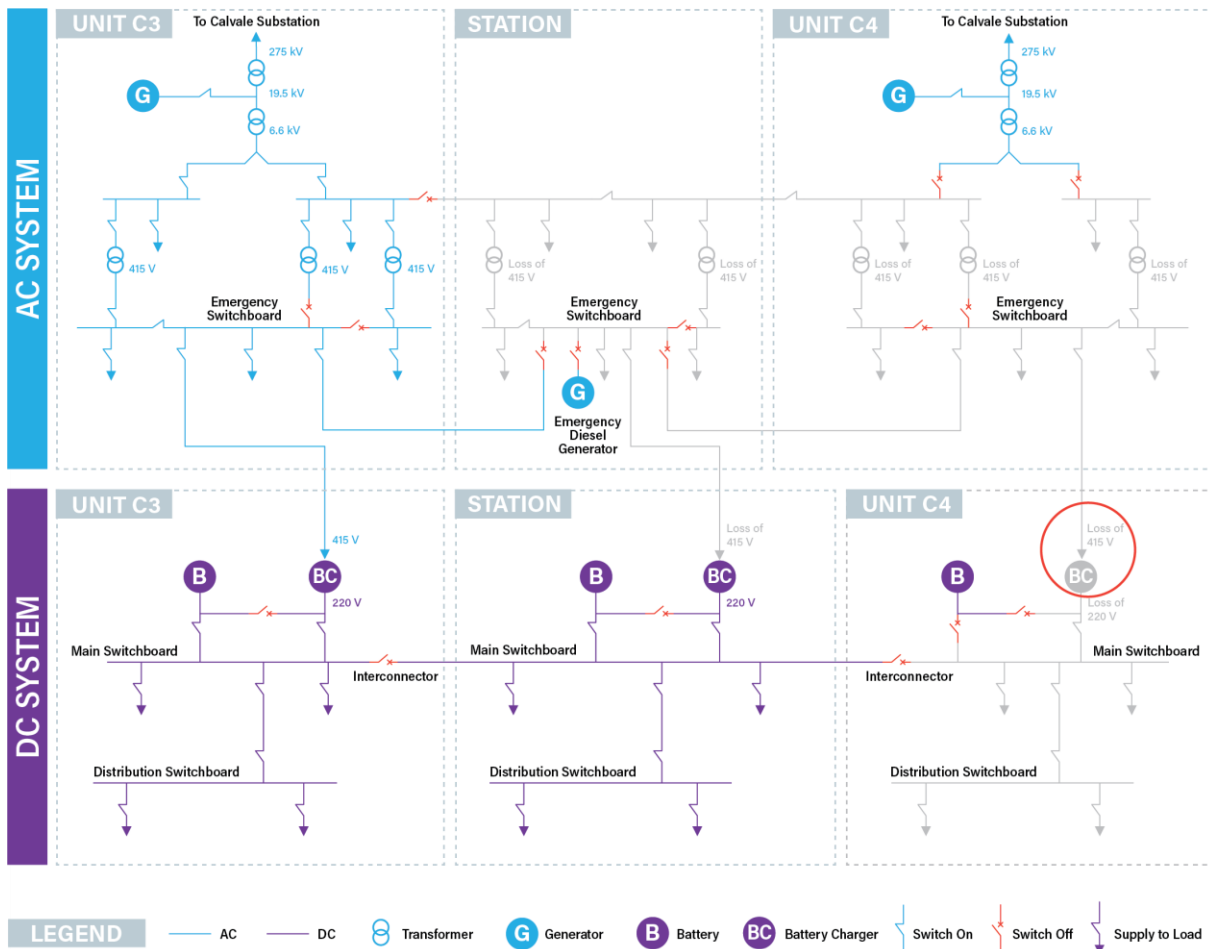 UNIT C3
STATION
UNIT C4
To Calvale Substation
To Calvale Substation
275 kV
275 kV
G
19.5 kV
G
19.5 kV
6.6 kV
6.6 kV
AC SYSTEM
415 V
415 V
415 V
Loss of
415 V
Loss of
415 V
Loss of
415 V
Loss of
415 V
Loss of
415 V
Emergency
Switchboard
Emergency
Switchboard
Emergency
Switchboard
G
Emergency
Diesel
Generator
UNIT C3
STATION
UNIT C4
DC SYSTEM
415 V
Loss of
415 V
Loss of
415 V
B
BC
B
BC
B
BC
220 V
220 V
Loss of
220 V
Main Switchboard
Interconnector
Main Switchboard
Interconnector
Main Switchboard
Distribution Switchboard
Distribution Switchboard
Distribution Switchboard
LEGEND
AC
DC
Transformer
G
Generator
B
Battery
BC
Battery Charger
Switch On
Switch Off
Supply to Load